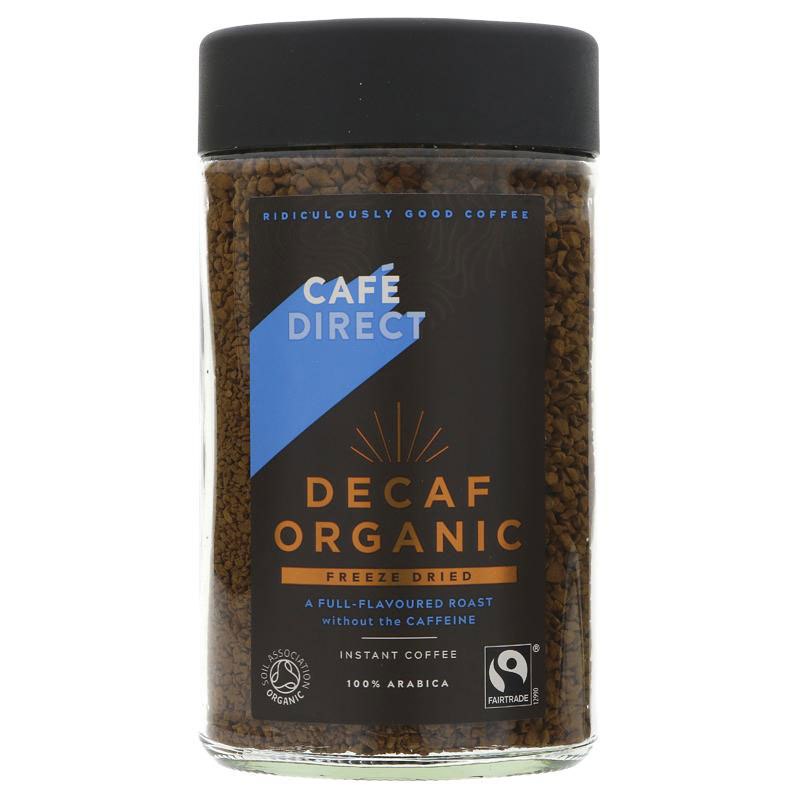 RIDICULOUSLY GOOD COFFEE
CAFÉ
DIRECT
DECAF
ORGANIC
FREEZE DRIED
A FULL-FLAVOURED ROAST
without the CAFFEINE
INSTANT COFFEE
100% ARABICA
SOIL ASSOCIATION
ORGANIC
®
FAIRTRADE
12910